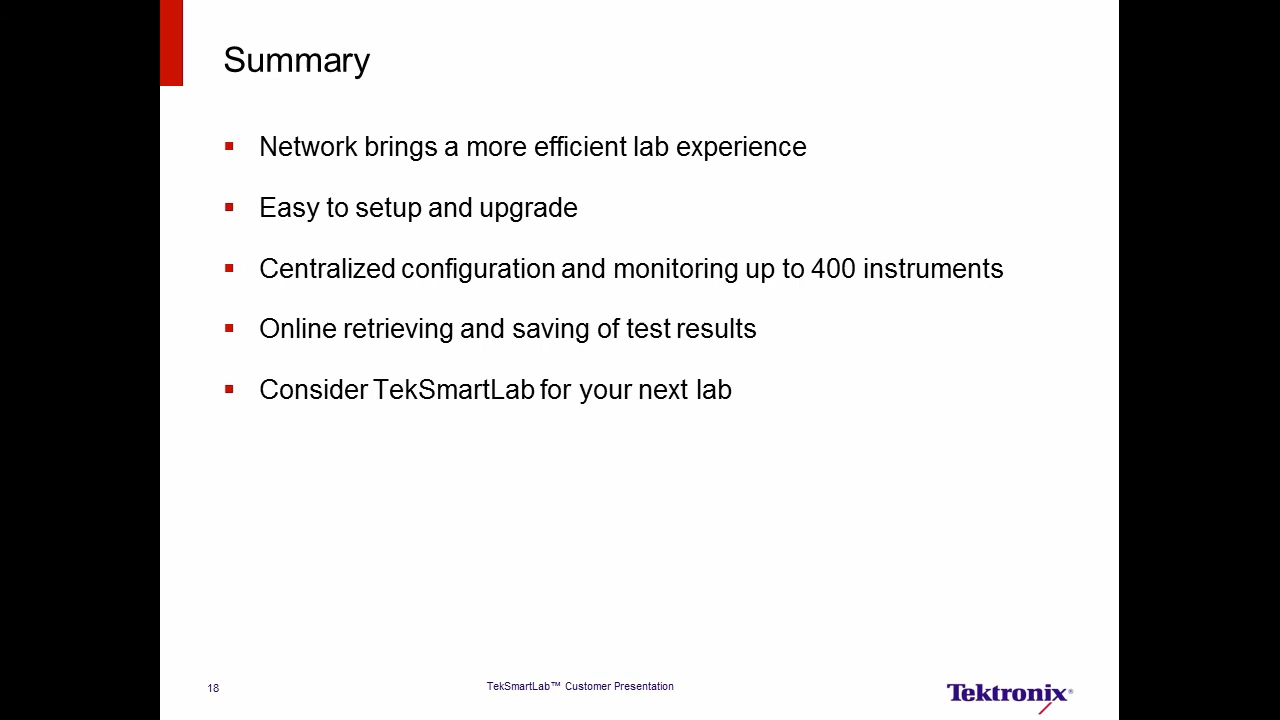 Summary
Network brings a more efficient lab experience
Easy to setup and upgrade
Centralized configuration and monitoring up to 400 instruments
Online retrieving and saving of test results
Consider TekSmartLab for your next lab
18
TekSmartLab™ Customer Presentation
Tektronix®